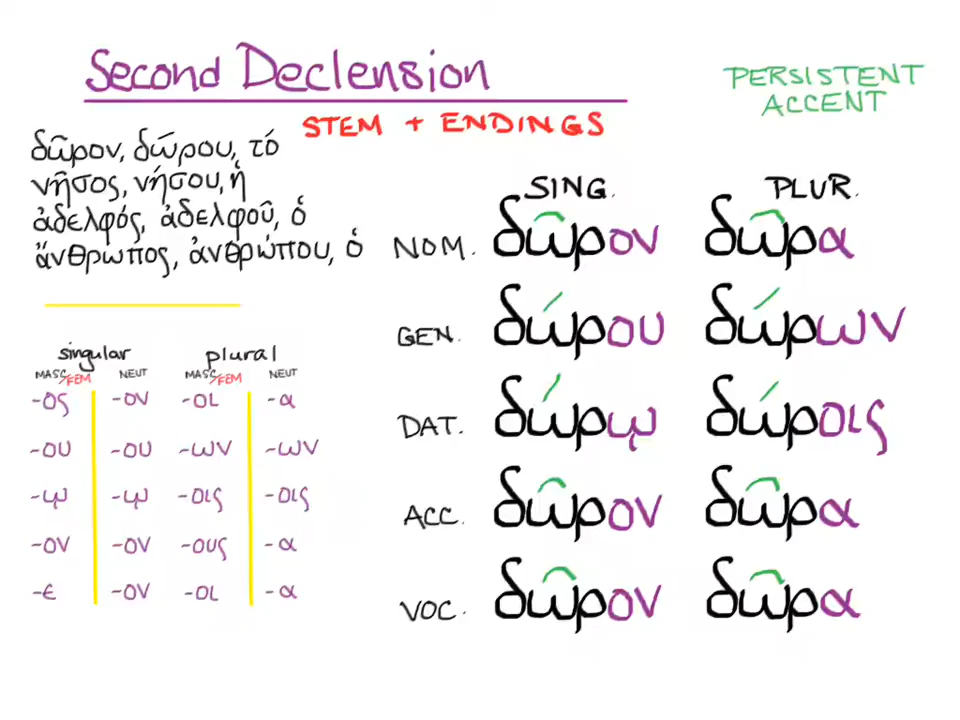 Second Declension
PERSISTENT
ACCENT
STEM + ENDINGS
δῶρον, δώρου, τό
νῆσος, νήσου, ἡ
ἀδελφός, ἀδελφοῦ, ὁ
ἄνθρωπος, ἀνθρώπου, ὁ
SING. PLUR.
NOM. δῶρον δῶρα
GEN. δώρου δώρων
DAT. δώρῳ δώροις
ACC. δῶρον δῶρα
VOC. δῶρον δῶρα
singular plural
MASC/FEM NEUT MASC/FEM NEUT
-ος -ον -οι -α
-ου -ου -ων -ων
-ῳ -ῳ -οις -οις
-ον -ον -ους -α
-ε -ον -οι -α